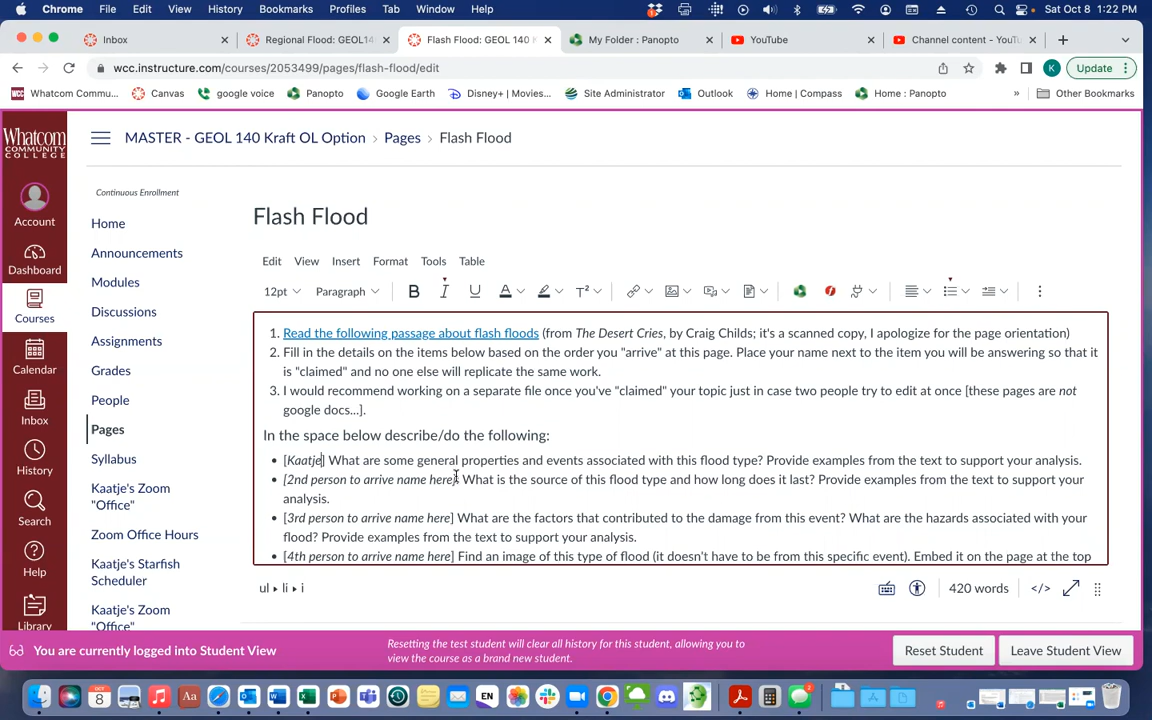 Chrome File Edit View History Bookmarks Profiles Tab Window Help Sat Oct 8 1:22 PM
Inbox Regional Flood: GEOL14 Flash Flood: GEOL 140 K My Folder : Panopto YouTube Channel content - YouTu
wcc.instructure.com/courses/2053499/pages/flash-flood/edit K Update
Whatcom Commu... Canvas google voice Panopto Google Earth Disney+ | Movies... Site Administrator Outlook Home | Compass Home : Panopto » Other Bookmarks
Whatcom
COMMUNITY
COLLEGE
Account
Dashboard
Courses
Calendar
Inbox
History
Search
Help
Library
MASTER - GEOL 140 Kraft OL Option › Pages › Flash Flood
Continuous Enrollment
Home
Announcements
Modules
Discussions
Assignments
Grades
People
Pages
Syllabus
Kaatje's Zoom
"Office"
Zoom Office Hours
Kaatje's Starfish
Scheduler
Kaatje's Zoom
"Office"
Flash Flood
Edit View Insert Format Tools Table
12pt Paragraph B I U A T²
1. Read the following passage about flash floods (from The Desert Cries, by Craig Childs; it's a scanned copy, I apologize for the page orientation)
2. Fill in the details on the items below based on the order you "arrive" at this page. Place your name next to the item you will be answering so that it
is "claimed" and no one else will replicate the same work.
3. I would recommend working on a separate file once you've "claimed" your topic just in case two people try to edit at once [these pages are not
google docs...].
In the space below describe/do the following:
• [Kaatje] What are some general properties and events associated with this flood type? Provide examples from the text to support your analysis.
• [2nd person to arrive name here] What is the source of this flood type and how long does it last? Provide examples from the text to support your
analysis.
• [3rd person to arrive name here] What are the factors that contributed to the damage from this event? What are the hazards associated with your
flood? Provide examples from the text to support your analysis.
• [4th person to arrive name here] Find an image of this type of flood (it doesn't have to be from this specific event). Embed it on the page at the top
ul ▸ li ▸ i 420 words </>
You are currently logged into Student View
Resetting the test student will clear all history for this student, allowing you to
view the course as a brand new student.
Reset Student Leave Student View
OCT
8
Aa
EN
2